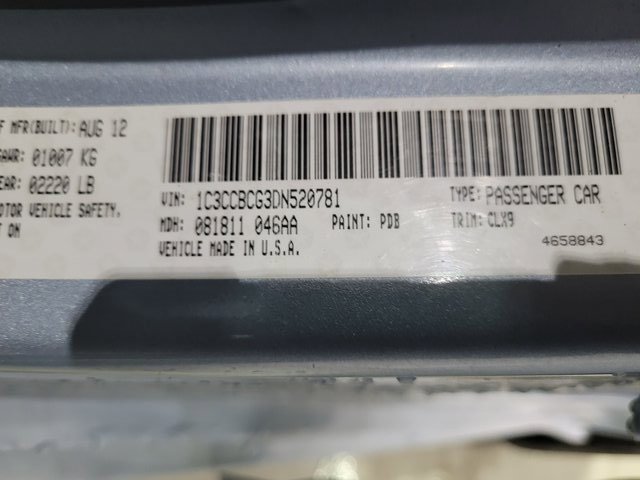 F MFR(BUILT): AUG 12
GAWR: 01007 KG
EAR: 02220 LB
OTOR VEHICLE SAFETY.
T ON
VIN: 1C3CCBCG3DN520781
TYPE: PASSENGER CAR
MDH: 081811 046AA
PAINT: PDB
TRIM: CLX9
VEHICLE MADE IN U.S.A.
4658843